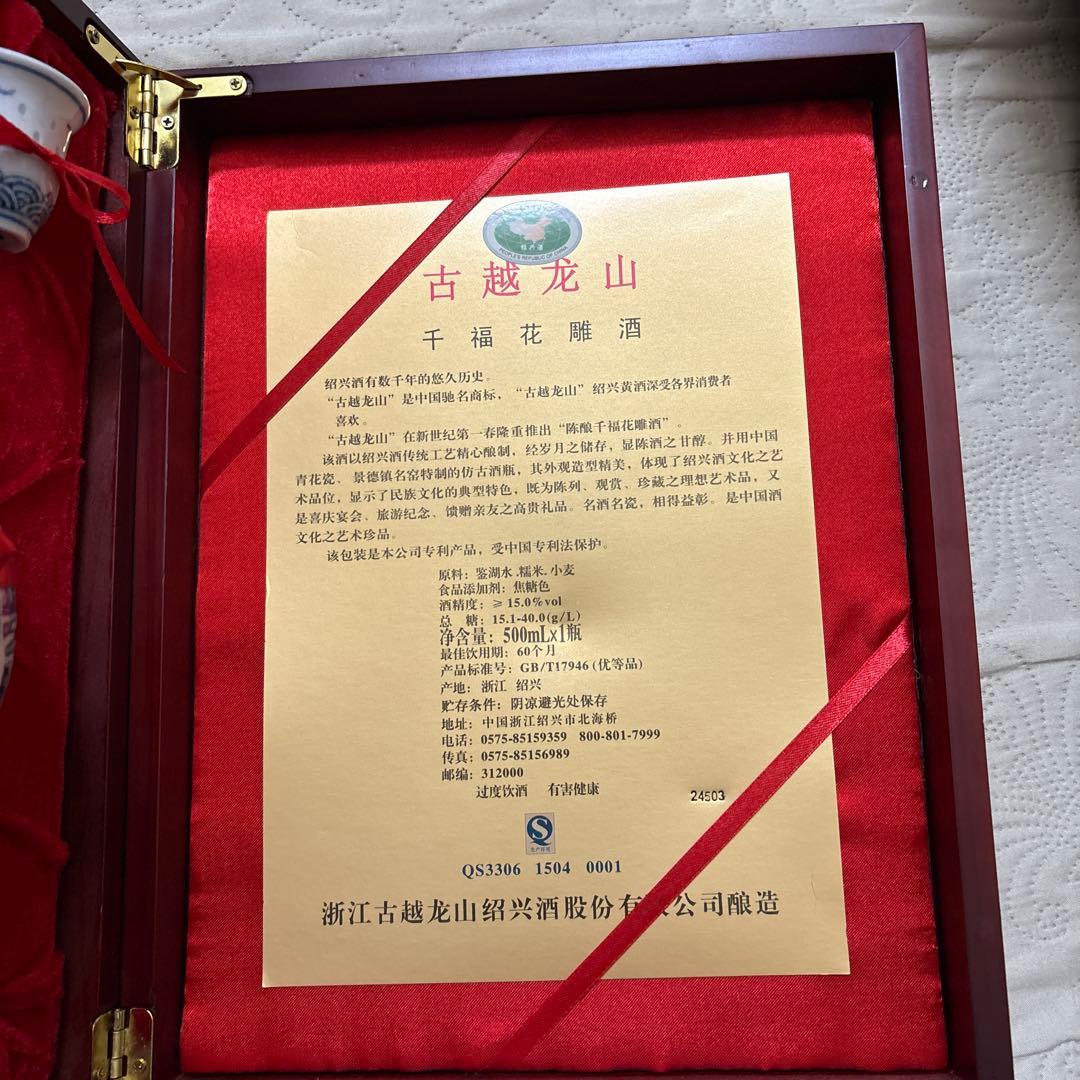 绍兴酒
PEOPLE'S REPUBLIC OF CHINA
古越龙山
千福花雕酒
绍兴酒有数千年的悠久历史。
“古越龙山”是中国驰名商标，“古越龙山”绍兴黄酒深受各界消费者
喜欢。
“古越龙山”在新世纪第一春隆重推出“陈酿千福花雕酒”。
该酒以绍兴酒传统工艺精心酿制，经岁月之储存，显陈酒之甘醇。并用中国
青花瓷、景德镇名窑特制的仿古酒瓶，其外观造型精美，体现了绍兴酒文化之艺
术品位，显示了民族文化的典型特色，既为陈列、观赏、珍藏之理想艺术品，又
是喜庆宴会、旅游纪念、馈赠亲友之高贵礼品。名酒名瓷，相得益彰。是中国酒
文化之艺术珍品。
该包装是本公司专利产品，受中国专利法保护。
原料：鉴湖水.糯米.小麦
食品添加剂：焦糖色
酒精度：≥15.0%vol
总 糖：15.1-40.0(g/L)
净含量：500mLx1瓶
最佳饮用期：60个月
产品标准号：GB/T17946(优等品)
产地：浙江 绍兴
贮存条件：阴凉避光处保存
地址：中国浙江绍兴市北海桥
电话：0575-85159359 800-801-7999
传真：0575-85156989
邮编：312000
过度饮酒 有害健康
24503
生产许可
QS3306 1504 0001
浙江古越龙山绍兴酒股份有 公司酿造